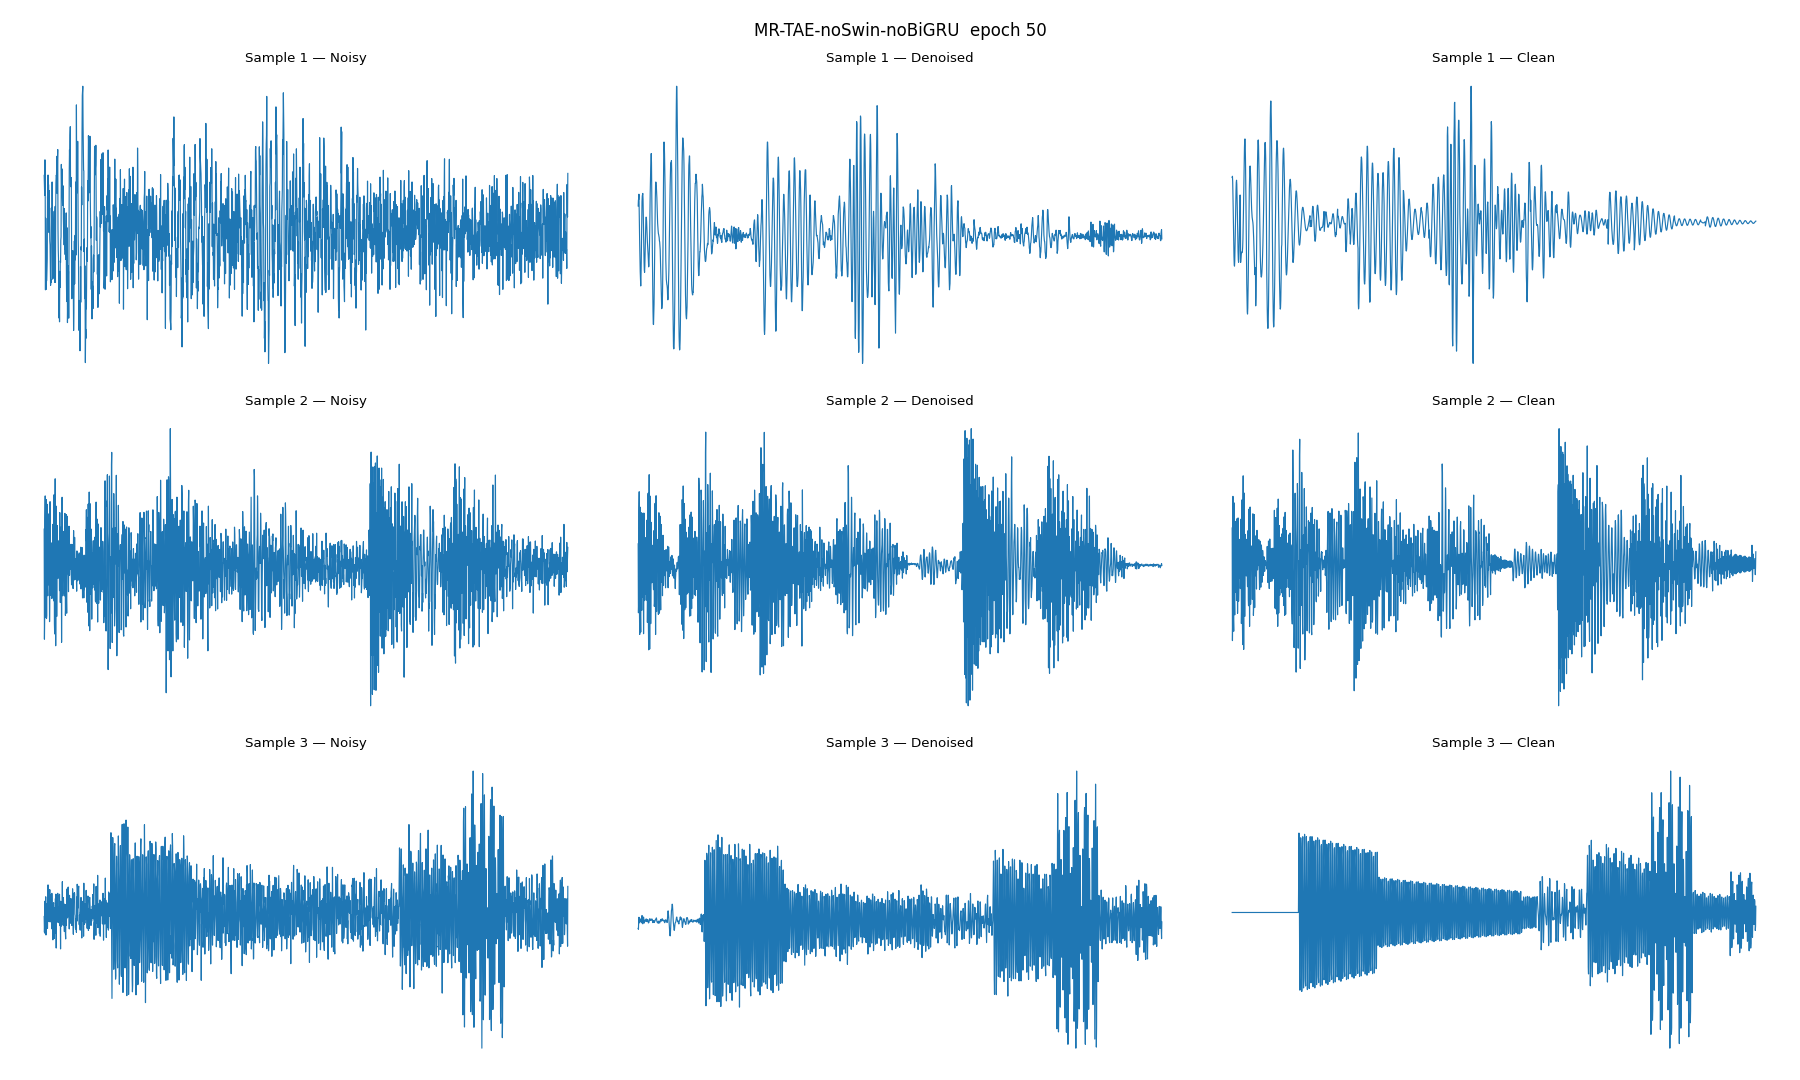 MR-TAE-noSwin-noBiGRU  epoch 50
Sample 1 — Noisy
Sample 1 — Denoised
Sample 1 — Clean
Sample 2 — Noisy
Sample 2 — Denoised
Sample 2 — Clean
Sample 3 — Noisy
Sample 3 — Denoised
Sample 3 — Clean